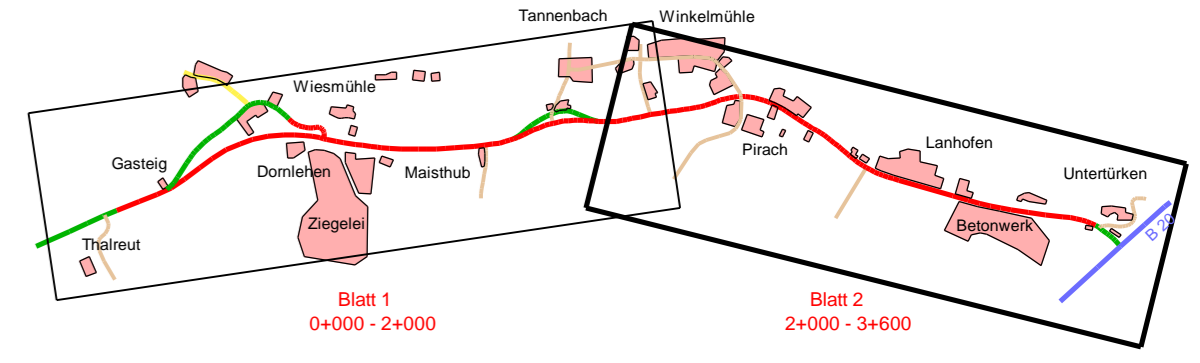 Tannenbach
Winkelmühle
Wiesmühle
Gasteig
Dornlehen
Maisthub
Pirach
Lanhofen
Untertürken
Ziegelei
Betonwerk
B 20
Thalreut
Blatt 1
0+000 - 2+000
Blatt 2
2+000 - 3+600